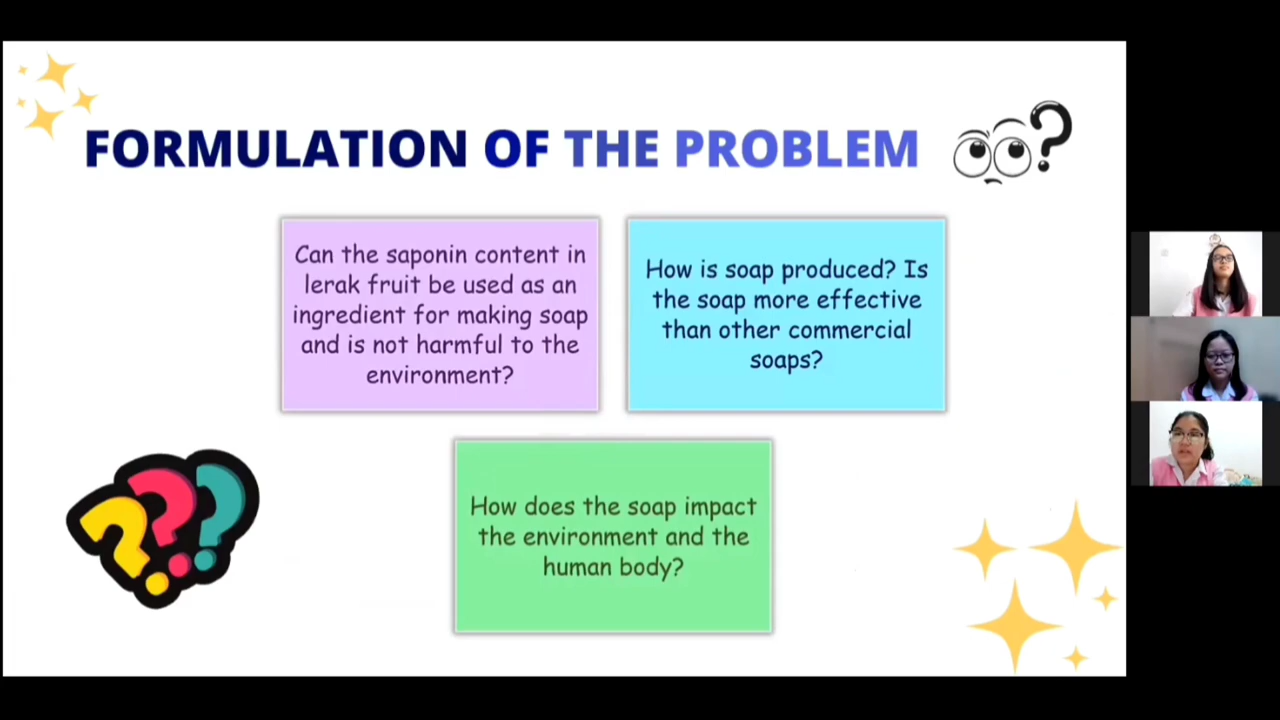 FORMULATION OF THE PROBLEM
Can the saponin content in
lerak fruit be used as an
ingredient for making soap
and is not harmful to the
environment?
How is soap produced? Is
the soap more effective
than other commercial
soaps?
How does the soap impact
the environment and the
human body?